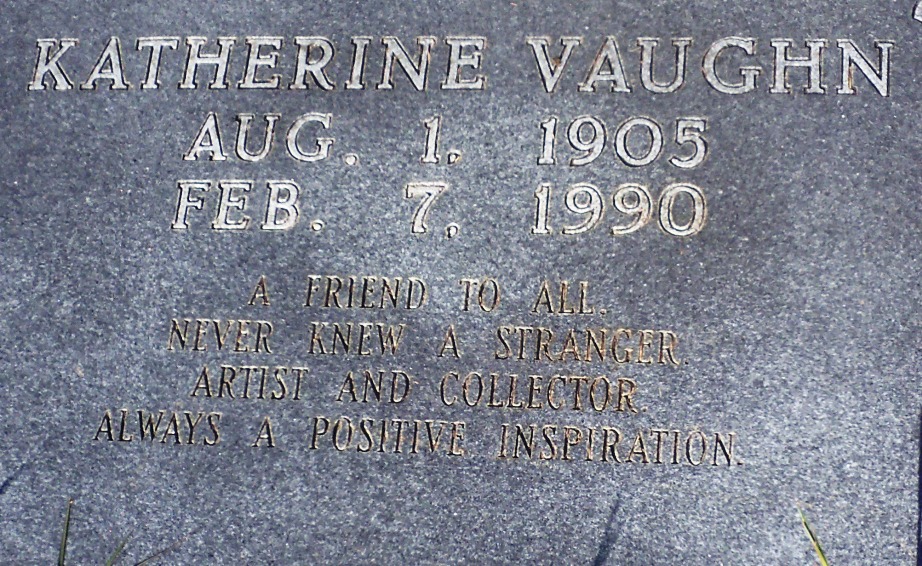 KATHERINE VAUGHN
AUG. 1. 1905
FEB. 7, 1990
A FRIEND TO ALL.
NEVER KNEW A STRANGER.
ARTIST AND COLLECTOR.
ALWAYS A POSITIVE INSPIRATION.